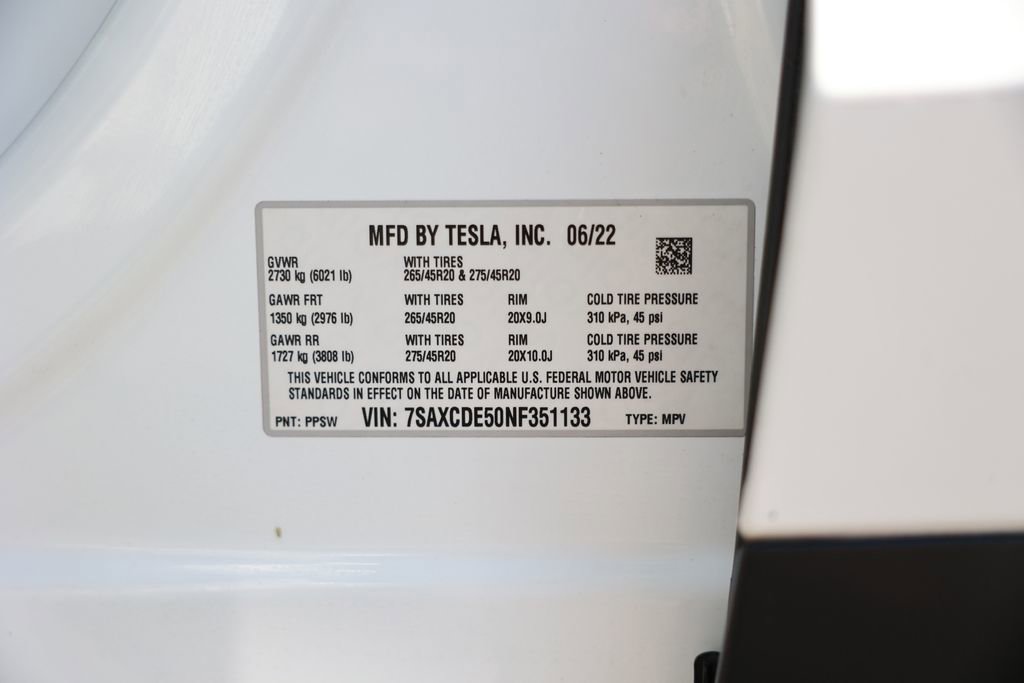 MFD BY TESLA, INC. 06/22
GVWR WITH TIRES
2730 kg (6021 lb) 265/45R20 & 275/45R20
GAWR FRT WITH TIRES RIM COLD TIRE PRESSURE
1350 kg (2976 lb) 265/45R20 20X9.0J 310 kPa, 45 psi
GAWR RR WITH TIRES RIM COLD TIRE PRESSURE
1727 kg (3808 lb) 275/45R20 20X10.0J 310 kPa, 45 psi
THIS VEHICLE CONFORMS TO ALL APPLICABLE U.S. FEDERAL MOTOR VEHICLE SAFETY
STANDARDS IN EFFECT ON THE DATE OF MANUFACTURE SHOWN ABOVE.
PNT: PPSW VIN: 7SAXCDE50NF351133 TYPE: MPV